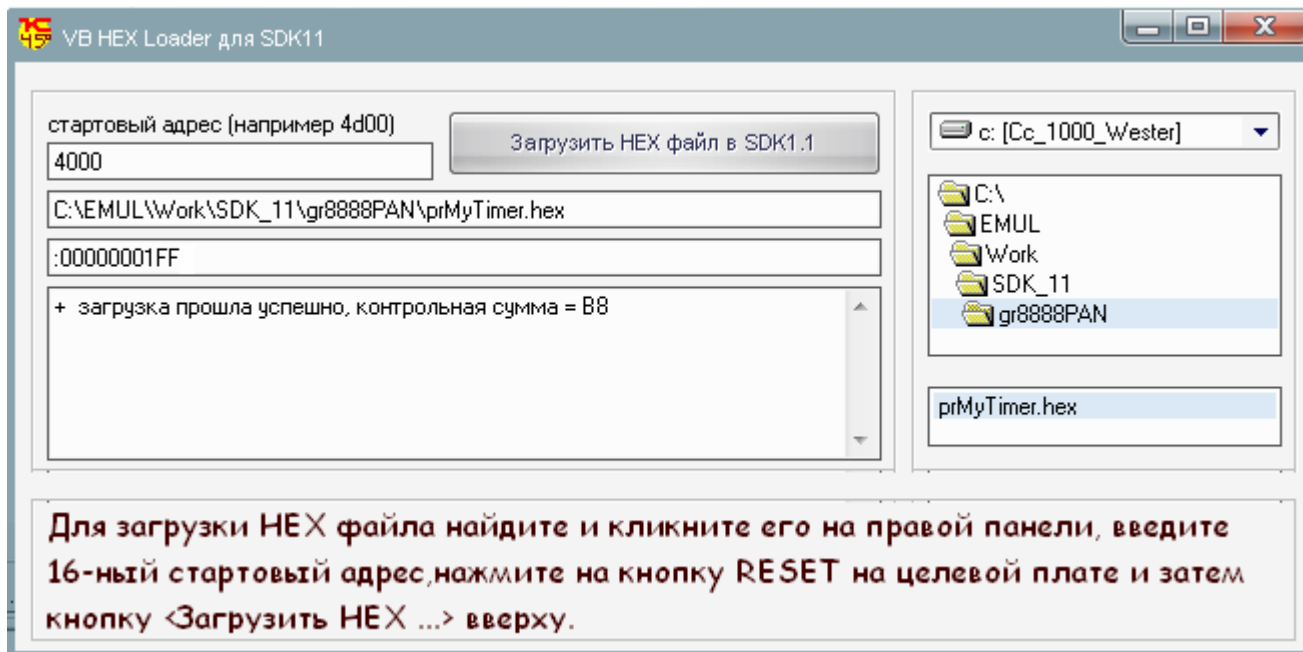 КС
45
VB HEX Loader для SDK11
стартовый адрес (например 4d00)
4000
Загрузить HEX файл в SDK1.1
C:\EMUL\Work\SDK_11\gr8888PAN\prMyTimer.hex
:00000001FF
+ загрузка прошла успешно, контрольная сумма = B8
c: [Cc_1000_Wester]
C:\
EMUL
Work
SDK_11
gr8888PAN
prMyTimer.hex
Для загрузки HEX файла найдите и кликните его на правой панели, введите
16-ный стартовый адрес,нажмите на кнопку RESET на целевой плате и затем
кнопку <Загрузить HEX ...> вверху.